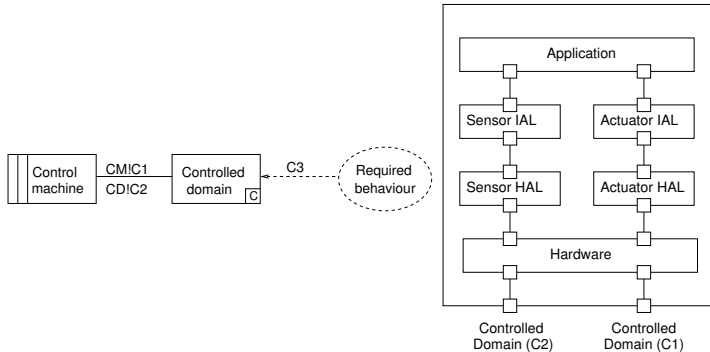 Control
machine
CM!C1
CD!C2
Controlled
domain
C
C3
Required
behaviour
Application
Sensor IAL
Actuator IAL
Sensor HAL
Actuator HAL
Hardware
Controlled
Domain (C2)
Controlled
Domain (C1)